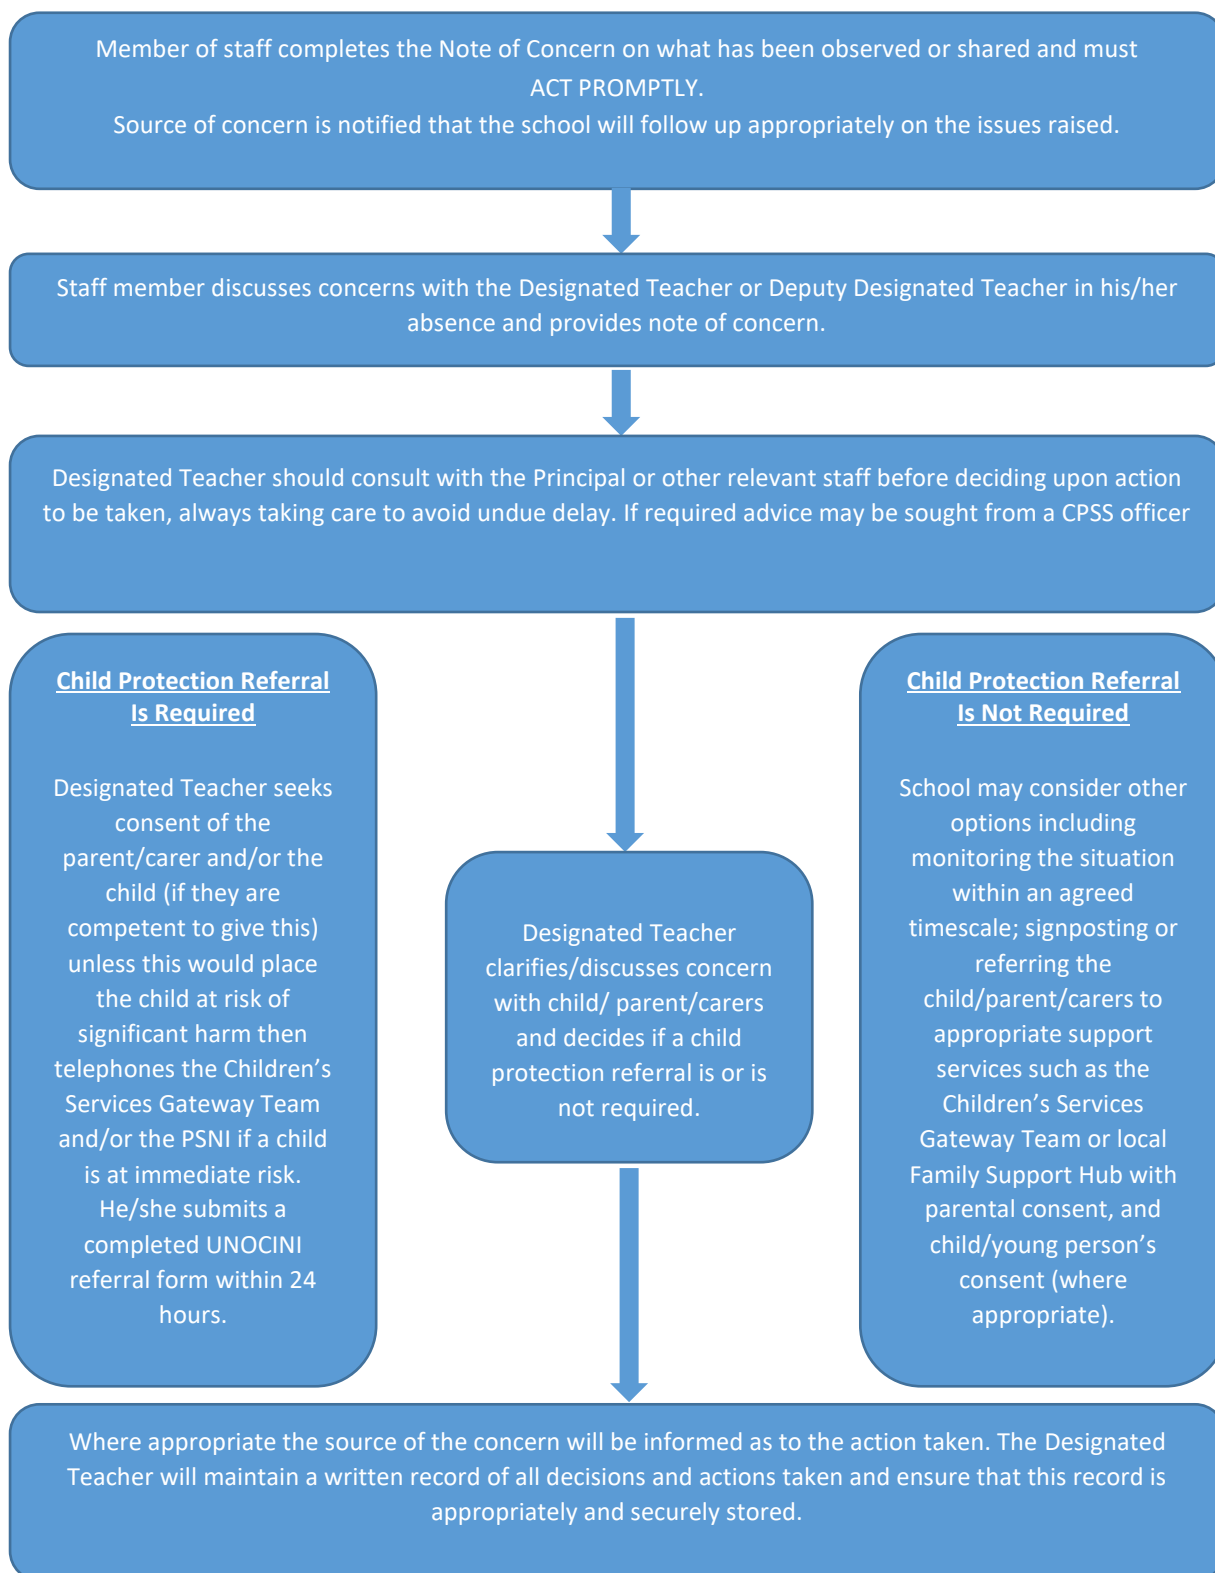 Member of staff completes the Note of Concern on what has been observed or shared and must
ACT PROMPTLY.
Source of concern is notified that the school will follow up appropriately on the issues raised.
Staff member discusses concerns with the Designated Teacher or Deputy Designated Teacher in his/her
absence and provides note of concern.
Designated Teacher should consult with the Principal or other relevant staff before deciding upon action
to be taken, always taking care to avoid undue delay. If required advice may be sought from a CPSS officer
Child Protection Referral
Is Required
Designated Teacher seeks
consent of the
parent/carer and/or the
child (if they are
competent to give this)
unless this would place
the child at risk of
significant harm then
telephones the Children’s
Services Gateway Team
and/or the PSNI if a child
is at immediate risk.
He/she submits a
completed UNOCINI
referral form within 24
hours.
Designated Teacher
clarifies/discusses concern
with child/ parent/carers
and decides if a child
protection referral is or is
not required.
Child Protection Referral
Is Not Required
School may consider other
options including
monitoring the situation
within an agreed
timescale; signposting or
referring the
child/parent/carers to
appropriate support
services such as the
Children’s Services
Gateway Team or local
Family Support Hub with
parental consent, and
child/young person’s
consent (where
appropriate).
Where appropriate the source of the concern will be informed as to the action taken. The Designated
Teacher will maintain a written record of all decisions and actions taken and ensure that this record is
appropriately and securely stored.